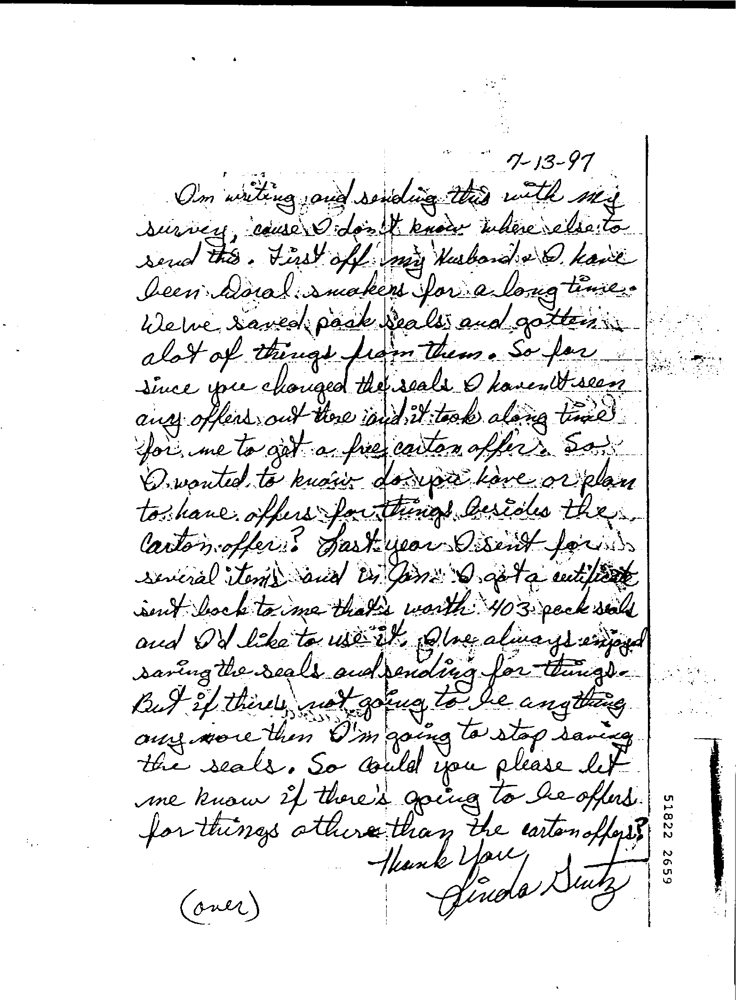 7-13-97
I'm writing and sending this with my
survey, cause I don't know where else to
send ths. First off my Husband & I have
been Doral smokers for a long time.
We've saved pack seals and gotten
alot of things from them. So far
since you changed the seals I haven't seen
any offers out there and it took along time
for me to get a free carton offer. So
I wanted to know do you have or plan
to have offers for things besides the
Carton offer? Last year I sent for
several items and in Jan. I got a certificate
sent back to me that's worth 403 pack seals
and I'd like to use it. I've always enjoyed
saving the seals and sending for things.
But if there's not going to be anything
any more then I'm going to stop saving
the seals. So could you please let
me know if there's going to be offers
for things other than the carton offers?
Thank You,
Linda
(over)
51822 2659